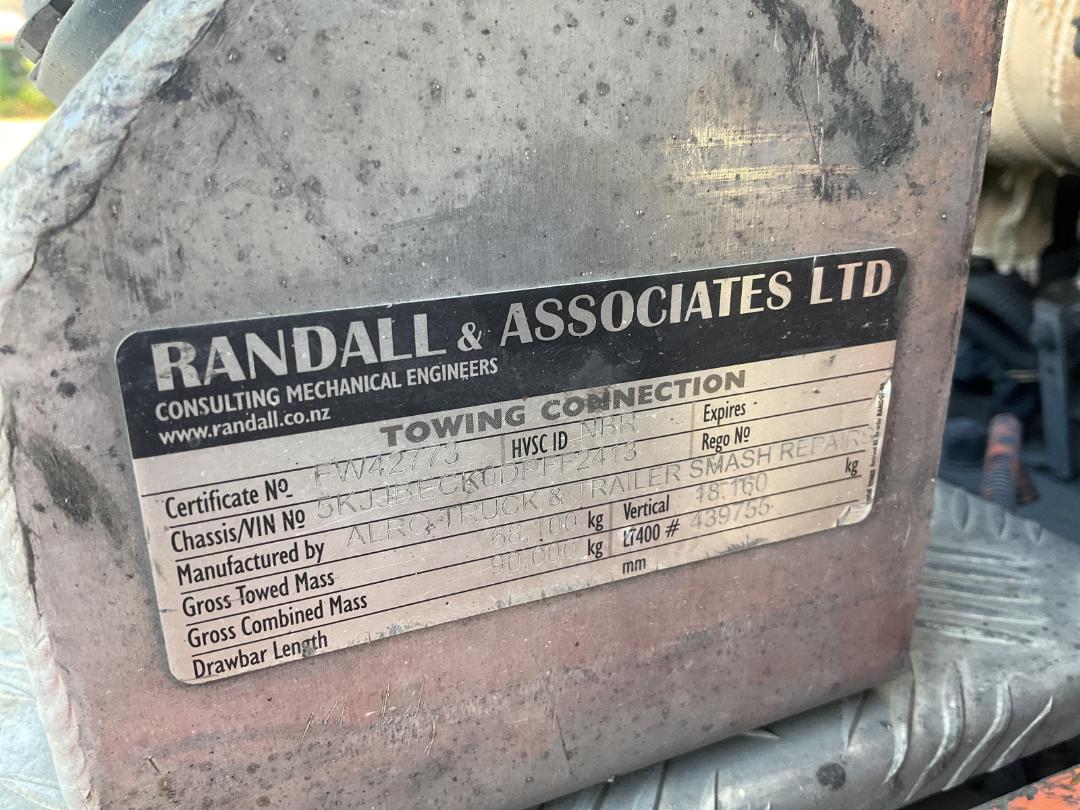 RANDALL & ASSOCIATES LTD
CONSULTING MECHANICAL ENGINEERS
www.randall.co.nz
TOWING CONNECTION
Certificate Nº FW42773 HVSC ID NBR Expires
Chassis/VIN Nº 5KJJBECK0DPFF2413 Rego Nº
Manufactured by ALRC TRUCK & TRAILER SMASH REPAIRS
Gross Towed Mass 68,100 kg Vertical 18,160 kg
Gross Combined Mass 90,000 kg LT400 # 439755
Drawbar Length mm